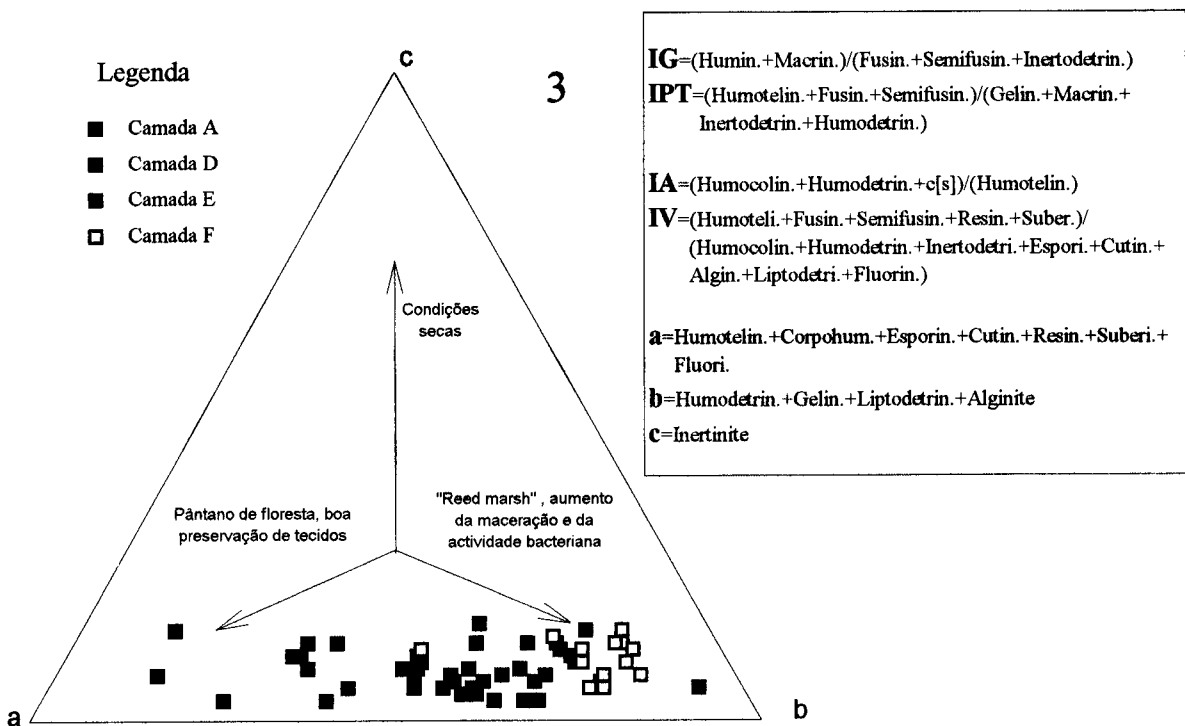 Legenda
Camada A
Camada D
Camada E
Camada F
c
3
Condições
secas
Pântano de floresta, boa
preservação de tecidos
"Reed marsh" , aumento
da maceração e da
actividade bacteriana
a
b
IG=(Humin.+Macrin.)/(Fusin.+Semifusin.+Inertodetrin.)
IPT=(Humotelin.+Fusin.+Semifusin.)/(Gelin.+Macrin.+
Inertodetrin.+Humodetrin.)
IA=(Humocolin.+Humodetrin.+c[s])/(Humotelin.)
IV=(Humoteli.+Fusin.+Semifusin.+Resin.+Suber.)/
(Humocolin.+Humodetrin.+Inertodetri.+Espori.+Cutin.+
Algin.+Liptodetri.+Fluorin.)
a=Humotelin.+Corpohum.+Esporin.+Cutin.+Resin.+Suberi.+
Fluori.
b=Humodetrin.+Gelin.+Liptodetrin.+Alginite
c=Inertinite